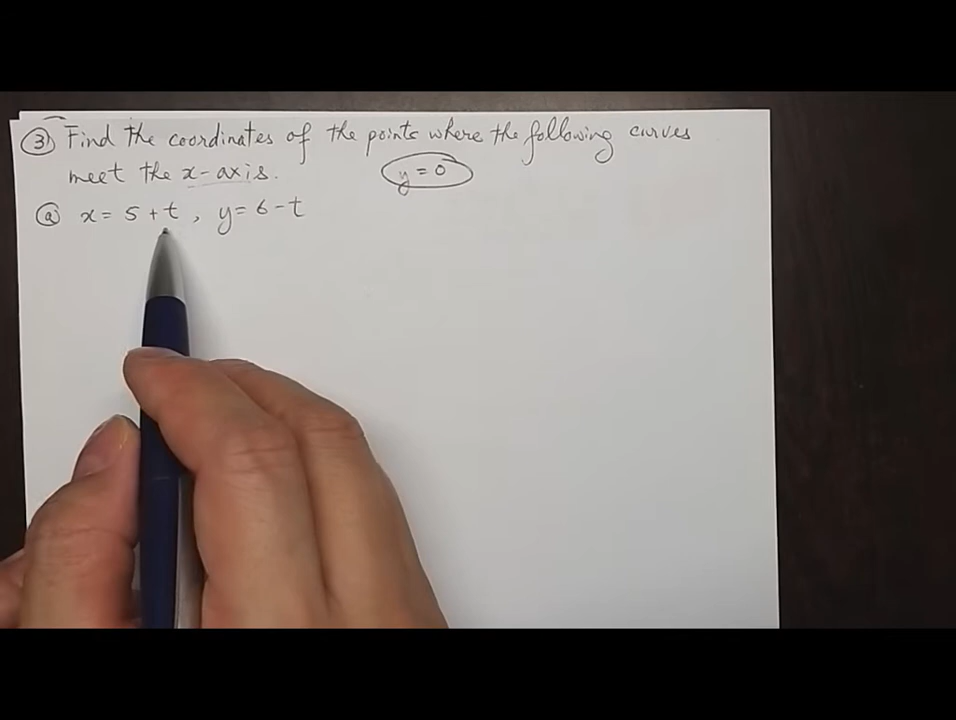 ③ Find the coordinates of the points where the following curves
meet the x-axis. y = 0
ⓐ x = 5 + t , y = 6 - t